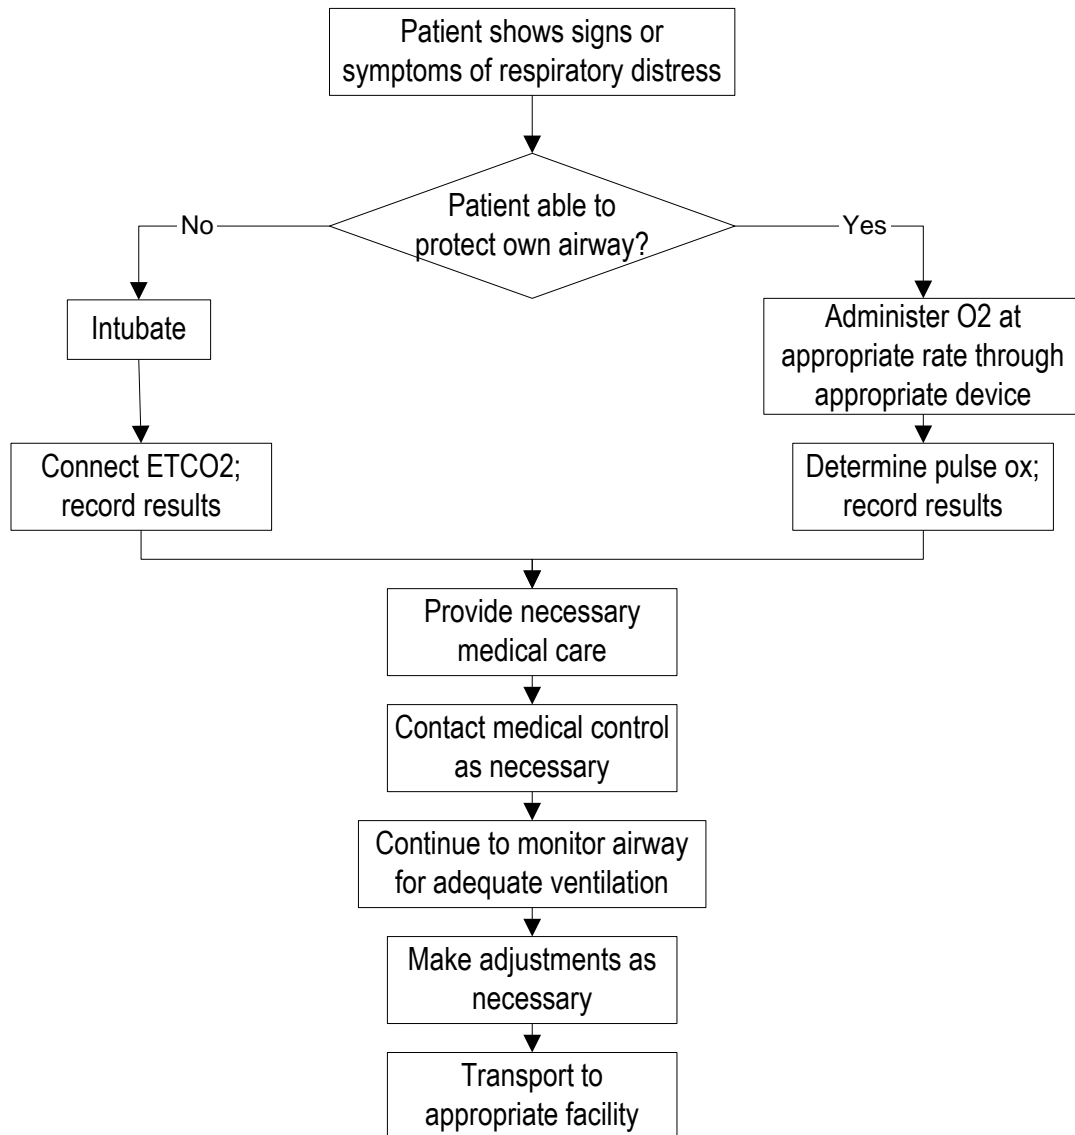 Patient shows signs or
symptoms of respiratory distress
Patient able to
protect own airway?
No
Yes
Intubate
Administer O2 at
appropriate rate through
appropriate device
Connect ETCO2;
record results
Determine pulse ox;
record results
Provide necessary
medical care
Contact medical control
as necessary
Continue to monitor airway
for adequate ventilation
Make adjustments as
necessary
Transport to
appropriate facility